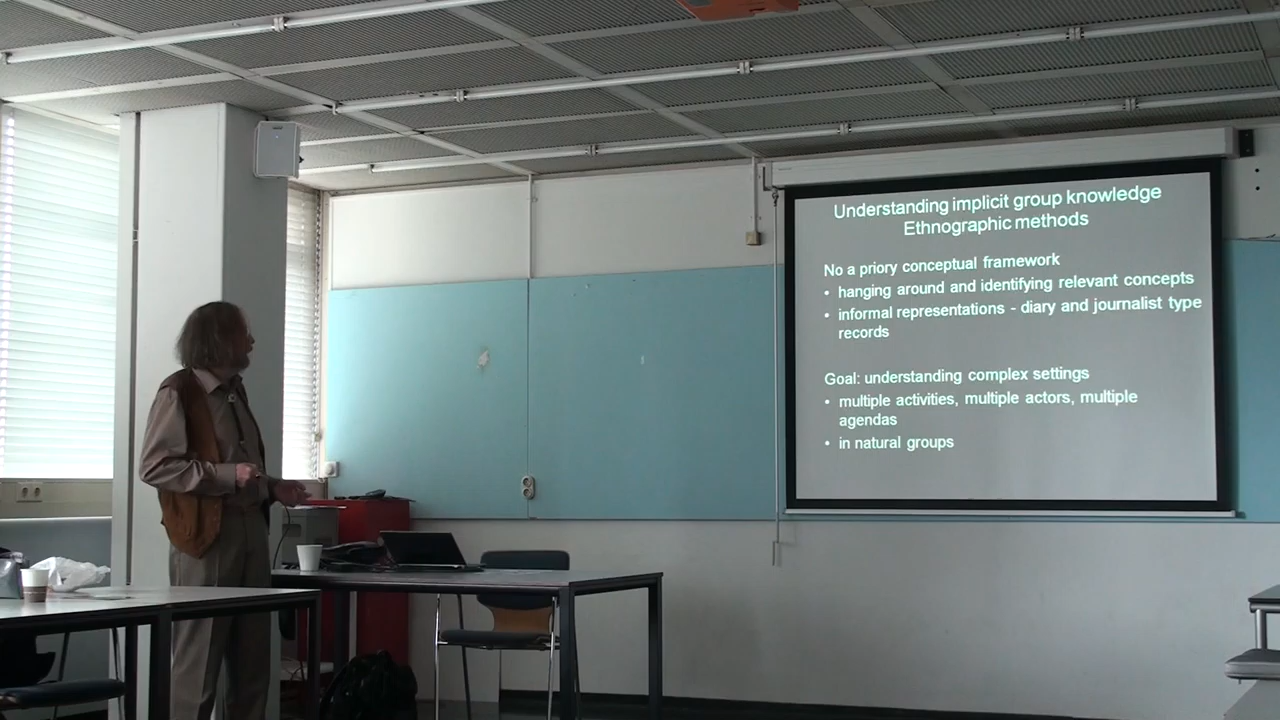 Understanding implicit group knowledge
Ethnographic methods
No a priory conceptual framework
• hanging around and identifying relevant concepts
• informal representations - diary and journalist type
records
Goal: understanding complex settings
• multiple activities, multiple actors, multiple
agendas
• in natural groups